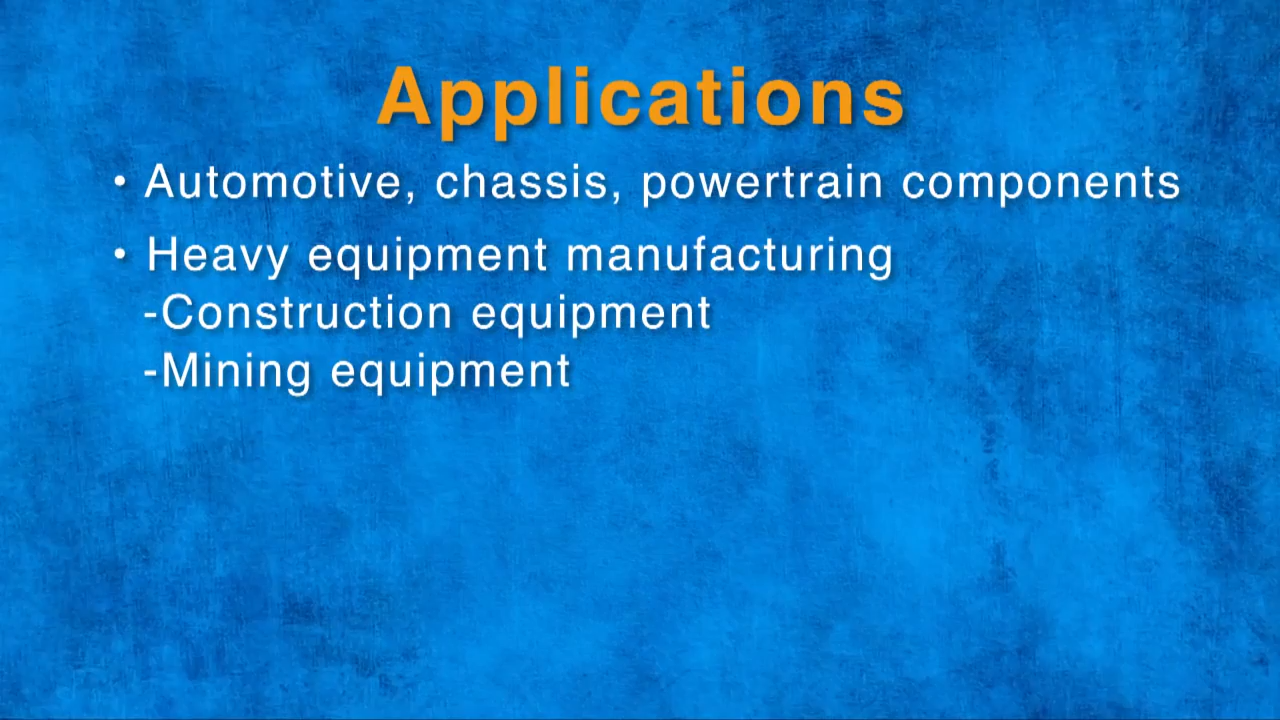 Applications
• Automotive, chassis, powertrain components
• Heavy equipment manufacturing
-Construction equipment
-Mining equipment